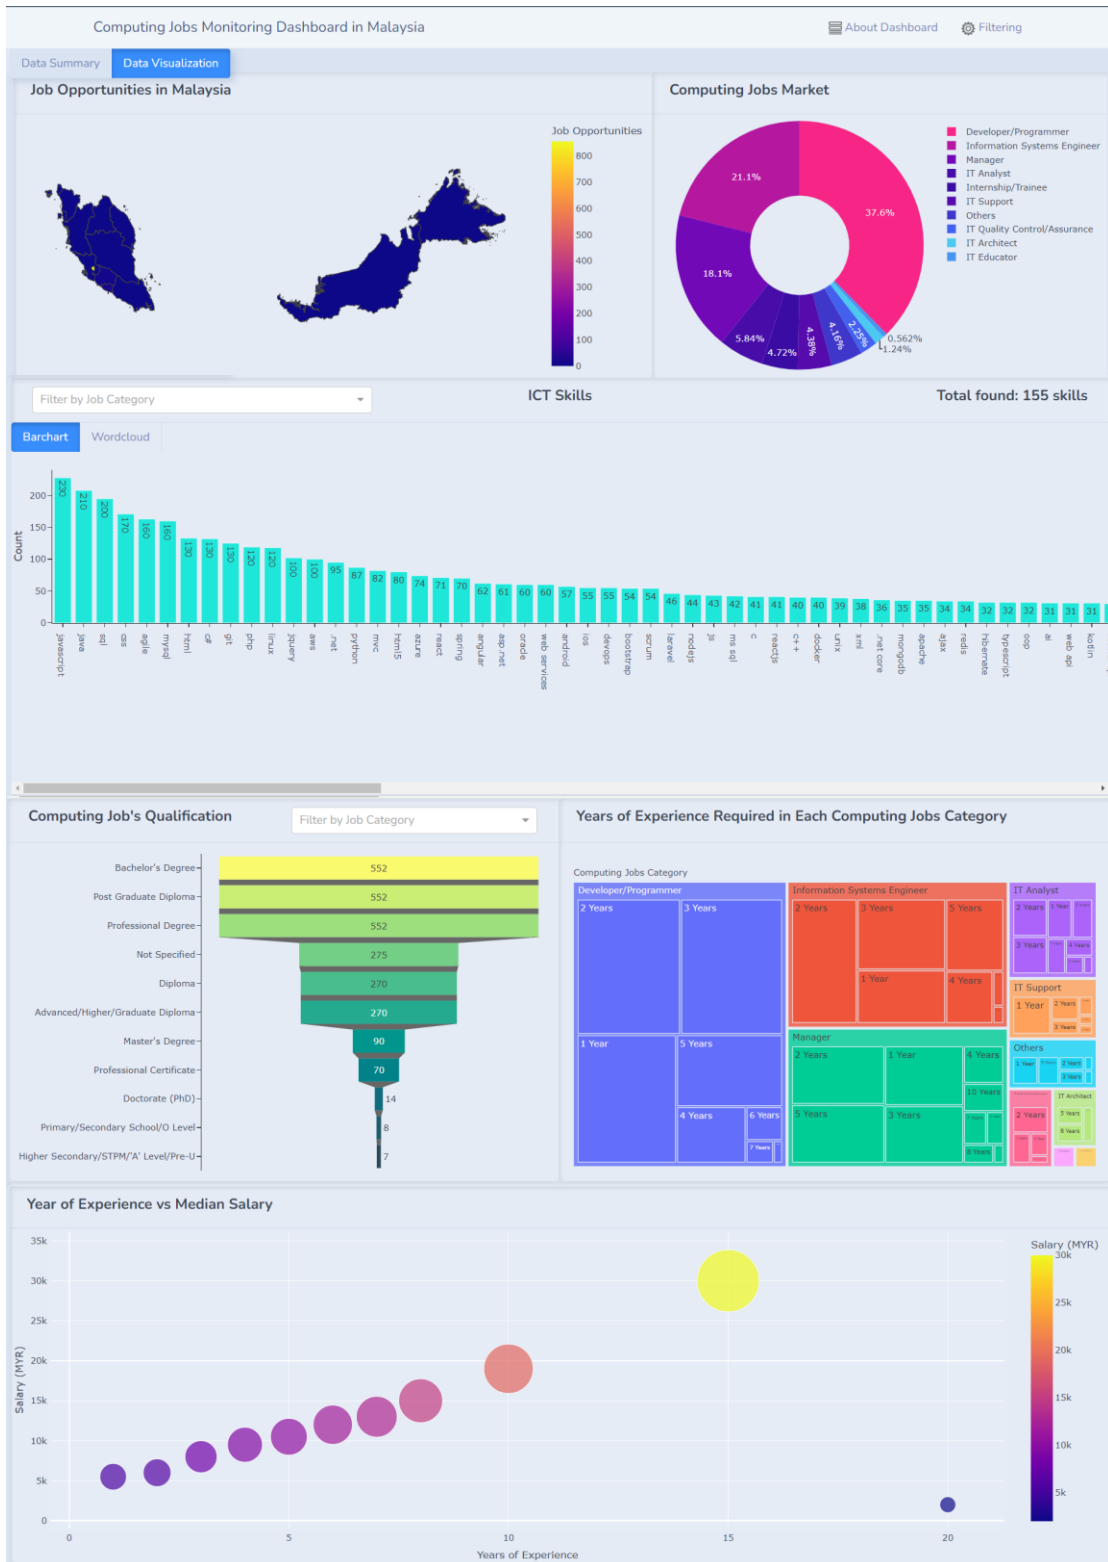 Computing Jobs Monitoring Dashboard in Malaysia
About Dashboard
Filtering
Data Summary
Data Visualization
Job Opportunities in Malaysia
Job Opportunities
800
700
600
500
400
300
200
100
0
Computing Jobs Market
37.6%
21.1%
18.1%
5.84%
4.72%
4.38%
4.16%
2.25%
0.562%
1.24%
Developer/Programmer
Information Systems Engineer
Manager
IT Analyst
Internship/Trainee
IT Support
Others
IT Quality Control/Assurance
IT Architect
IT Educator
Filter by Job Category
ICT Skills
Total found: 155 skills
Barchart
Wordcloud
Count
200
150
100
50
0
230 210 200 170 160 160 130 130 130 120 120 100 100 95 87 82 80 74 71 70 62 61 60 60 57 55 55 54 54 46 44 43 42 41 41 40 40 39 38 36 35 35 34 34 32 32 32 31 31 31
javascript
java
sql
css
agile
mysql
html
c#
git
php
linux
jquery
aws
.net
python
mvc
html5
azure
react
spring
angular
asp.net
oracle
web services
android
ios
devops
bootstrap
scrum
laravel
nodejs
js
ms sql
c
reactjs
c++
docker
unix
xml
.net core
mongodb
apache
ajax
redis
hibernate
typescript
oop
ai
web api
kotlin
Computing Job's Qualification
Filter by Job Category
Bachelor's Degree 552
Post Graduate Diploma 552
Professional Degree 552
Not Specified 275
Diploma 270
Advanced/Higher/Graduate Diploma 270
Master's Degree 90
Professional Certificate 70
Doctorate (PhD) 14
Primary/Secondary School/O Level 8
Higher Secondary/STPM/'A' Level/Pre-U 7
Years of Experience Required in Each Computing Jobs Category
Computing Jobs Category
Developer/Programmer
2 Years
3 Years
1 Year
5 Years
4 Years
6 Years
7 Years
Information Systems Engineer
2 Years
3 Years
5 Years
1 Year
4 Years
Manager
2 Years
1 Year
4 Years
10 Years
5 Years
3 Years
8 Years
IT Analyst
2 Years
1 Year
3 Years
4 Years
IT Support
1 Year
2 Years
3 Years
Others
1 Year
2 Years
3 Years
2 Years
IT Architect
5 Years
8 Years
Year of Experience vs Median Salary
Salary (MYR)
35k
30k
25k
20k
15k
10k
5k
0
0
5
10
15
20
Years of Experience
Salary (MYR)
30k
25k
20k
15k
10k
5k